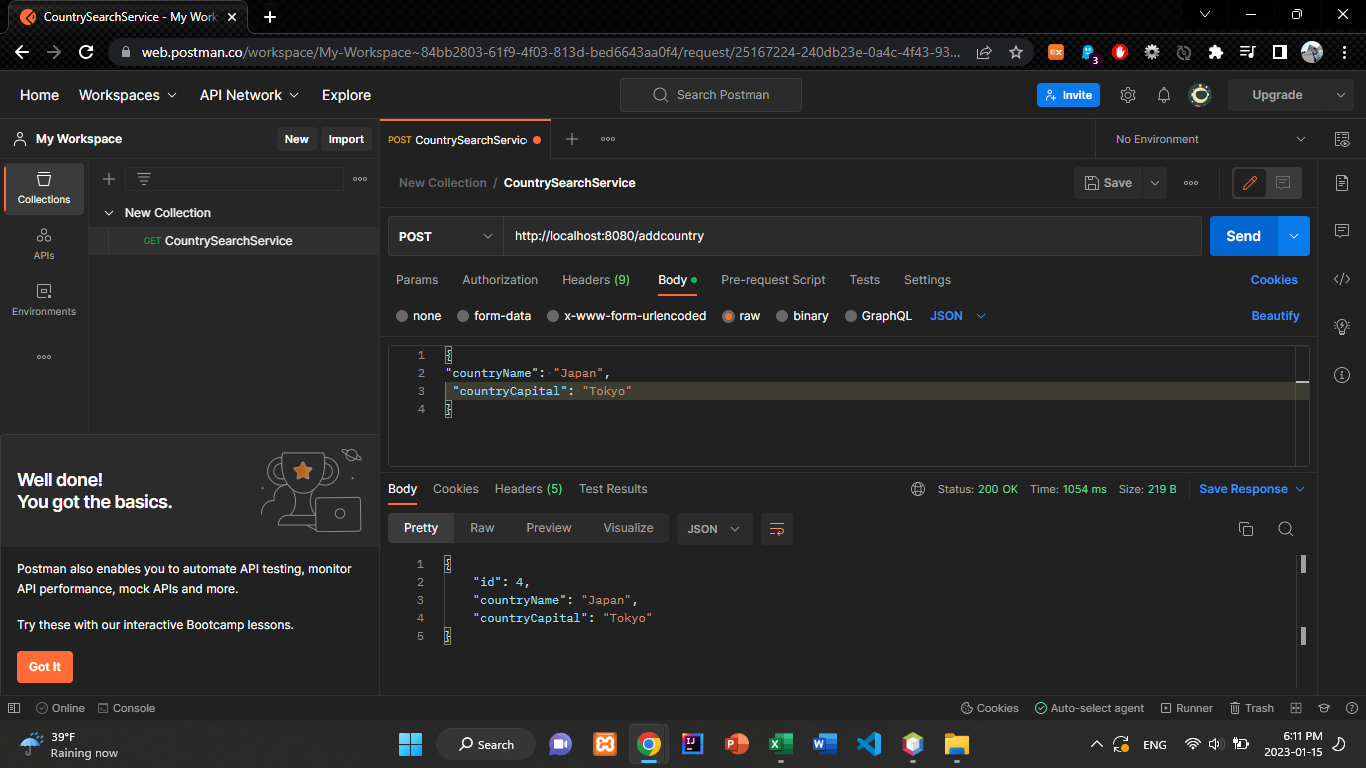 CountrySearchService - My Work
web.postman.co/workspace/My-Workspace~84bb2803-61f9-4f03-813d-bed6643aa0f4/request/25167224-240db23e-0a4c-4f43-93...
3
Home
Workspaces
API Network
Explore
Search Postman
Invite
Upgrade
My Workspace
New
Import
POST CountrySearchService
No Environment
Collections
APIs
Environments
New Collection
GET CountrySearchService
New Collection / CountrySearchService
Save
POST
http://localhost:8080/addcountry
Send
Params
Authorization
Headers (9)
Body
Pre-request Script
Tests
Settings
Cookies
none
form-data
x-www-form-urlencoded
raw
binary
GraphQL
JSON
Beautify
1 {
2 "countryName": "Japan",
3 "countryCapital": "Tokyo"
4 }
Well done!
You got the basics.
Postman also enables you to automate API testing, monitor
API performance, mock APIs and more.
Try these with our interactive Bootcamp lessons.
Got It
Body
Cookies
Headers (5)
Test Results
Status: 200 OK
Time: 1054 ms
Size: 219 B
Save Response
Pretty
Raw
Preview
Visualize
JSON
1 {
2 "id": 4,
3 "countryName": "Japan",
4 "countryCapital": "Tokyo"
5 }
Online
Console
Cookies
Auto-select agent
Runner
Trash
39°F
Raining now
Search
ENG
6:11 PM
2023-01-15